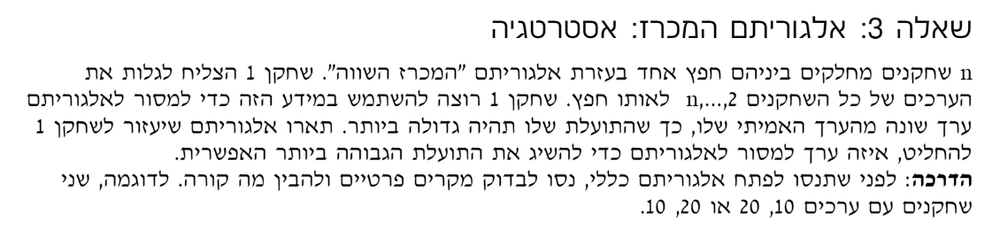 שאלה 3: אלגוריתם המכרז: אסטרטגיה
n שחקנים מחלקים ביניהם חפץ אחד בעזרת אלגוריתם "המכרז השווה". שחקן 1 הצליח לגלות את
הערכים של כל השחקנים 2,...,n לאותו חפץ. שחקן 1 רוצה להשתמש במידע הזה כדי למסור לאלגוריתם
ערך שונה מהערך האמיתי שלו, כך שהתועלת שלו תהיה גדולה ביותר. תארו אלגוריתם שיעזור לשחקן 1
להחליט, איזה ערך למסור לאלגוריתם כדי להשיג את התועלת הגבוהה ביותר האפשרית.
הדרכה: לפני שתנסו לפתח אלגוריתם כללי, נסו לבדוק מקרים פרטיים ולהבין מה קורה. לדוגמה, שני
שחקנים עם ערכים 10, 20 או 20, 10.